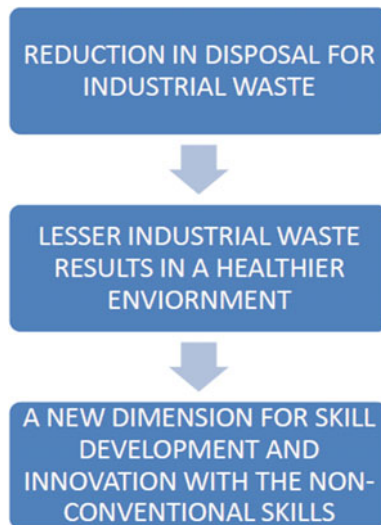 REDUCTION IN DISPOSAL FOR
INDUSTRIAL WASTE
LESSER INDUSTRIAL WASTE
RESULTS IN A HEALTHIER
ENVIORNMENT
A NEW DIMENSION FOR SKILL
DEVELOPMENT AND
INNOVATION WITH THE NON-
CONVENTIONAL SKILLS